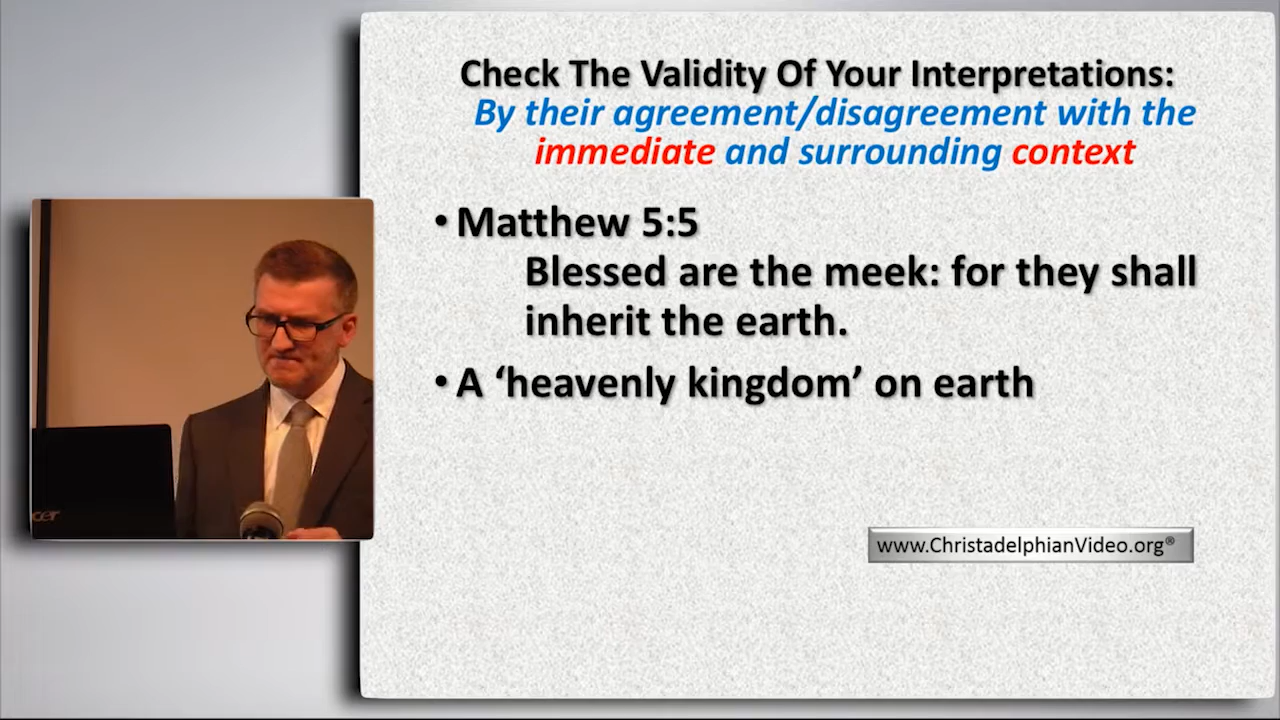 Check The Validity Of Your Interpretations:
By their agreement/disagreement with the
immediate and surrounding context
• Matthew 5:5
Blessed are the meek: for they shall
inherit the earth.
• A ‘heavenly kingdom’ on earth
www.ChristadelphianVideo.org®
acer